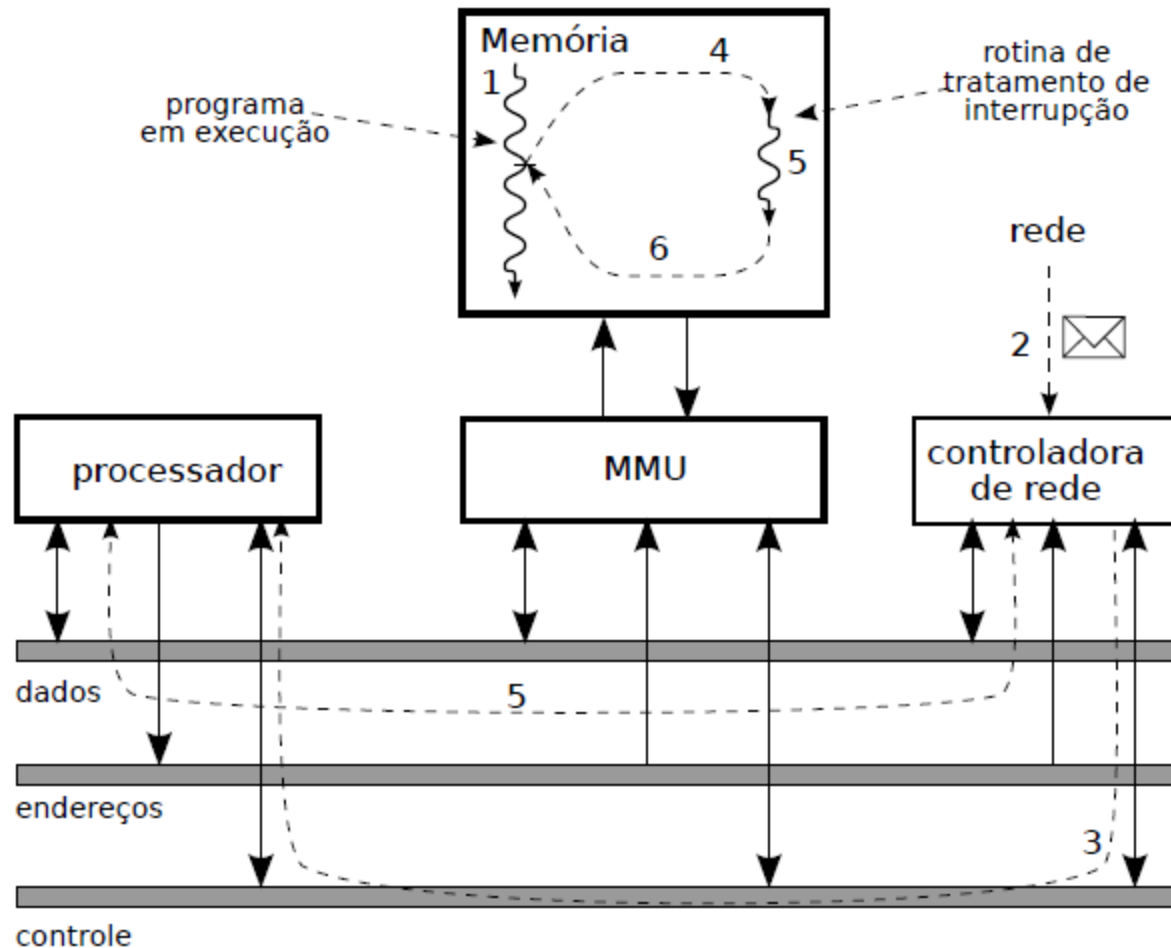 Memória
1
4
programa
em execução
rotina de
tratamento de
interrupção
5
6
rede
2
processador
MMU
controladora
de rede
dados
5
endereços
3
controle